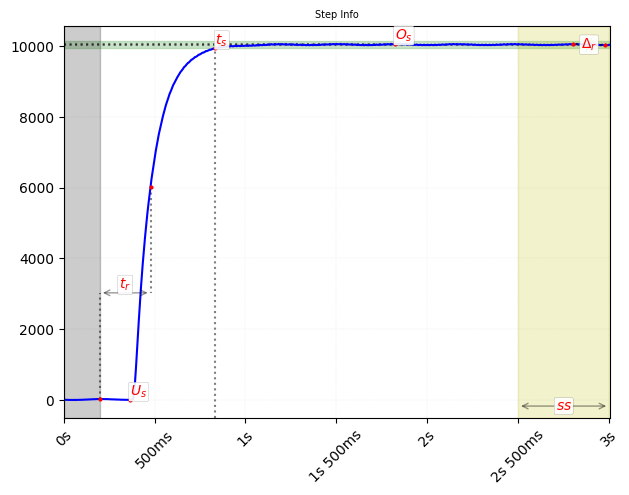 Step Info
10000
8000
6000
4000
2000
0
t_s
O_s
Δ_r
t_r
U_s
ss
0s
500ms
1s
1s 500ms
2s
2s 500ms
3s